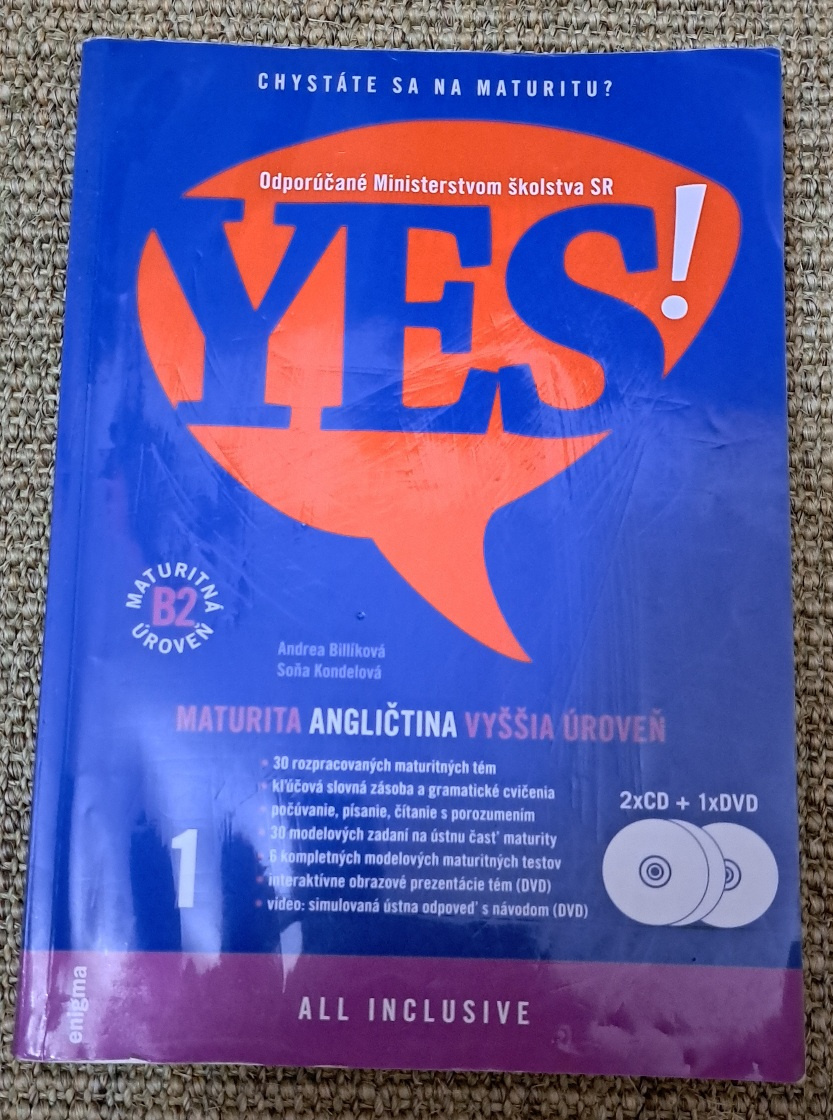 CHYSTÁTE SA NA MATURITU?
Odporúčané Ministerstvom školstva SR
YES!
MATURITNÁ
B2
ÚROVEŇ
Andrea Billíková
Soňa Kondelová
MATURITA ANGLIČTINA VYŠŠIA ÚROVEŇ
• 30 rozpracovaných maturitných tém
• kľúčová slovná zásoba a gramatické cvičenia
• počúvanie, písanie, čítanie s porozumením
• 30 modelových zadaní na ústnu časť maturity
• 6 kompletných modelových maturitných testov
• interaktívne obrazové prezentácie tém (DVD)
• video: simulovaná ústna odpoveď s návodom (DVD)
2xCD + 1xDVD
1
enigma
ALL INCLUSIVE